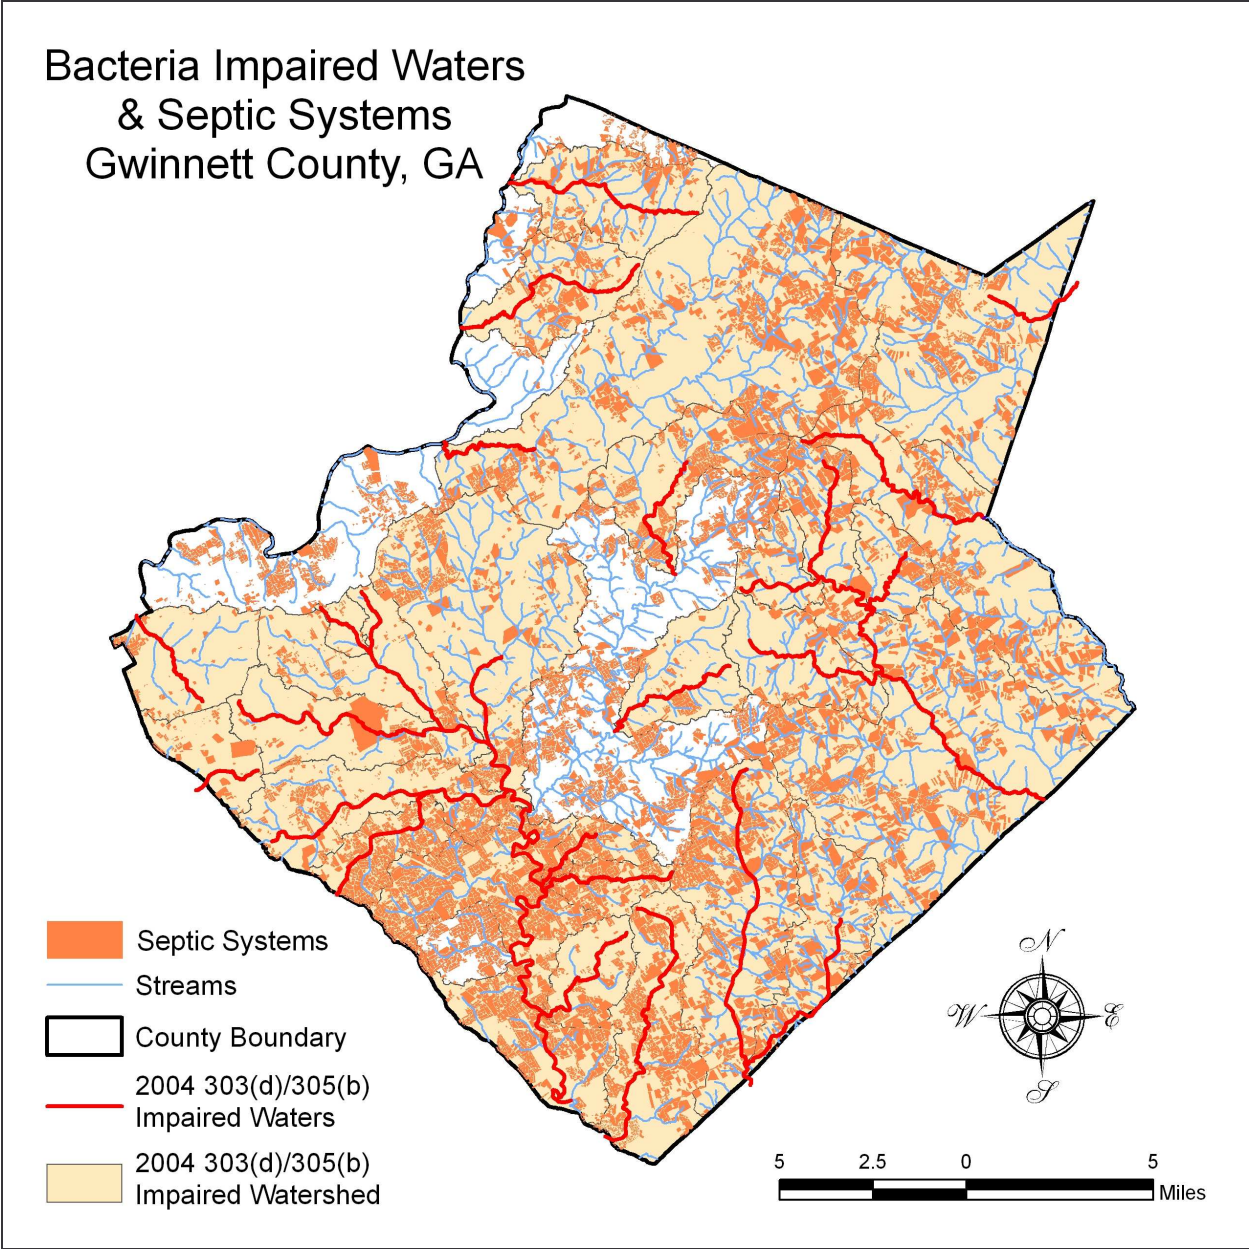 Bacteria Impaired Waters
& Septic Systems
Gwinnett County, GA
Septic Systems
Streams
County Boundary
2004 303(d)/305(b)
Impaired Waters
2004 303(d)/305(b)
Impaired Watershed
N
W
E
S
5 2.5 0 5
Miles